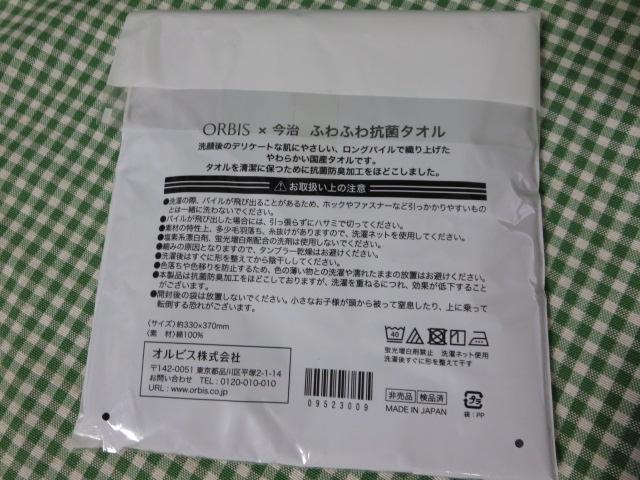 ORBIS × 今治 ふわふわ抗菌タオル
洗顔後のデリケートな肌にやさしい、ロングパイルで織り上げた
やわらかい国産タオルです。
タオルを清潔に保つために抗菌防臭加工をほどこしました。
お取扱い上の注意
●洗濯の際、パイルが飛び出ることがあるため、ホックやファスナーなど引っかかりやすいもの
とは一緒に洗わないでください。
●パイルが飛び出した場合には、引っ張らずにハサミで切ってください。
●素材の特性上、多少毛羽落ち、糸抜けがありますので、洗濯ネットを使用してください。
●塩素系漂白剤、蛍光増白剤配合の洗剤は使用しないでください。
●縮みの原因となりますので、タンブラー乾燥はお避けください。
●洗濯後はすぐに形を整えてから陰干ししてください。
●色落ちや色移りを防止するため、色の薄い物との洗濯や濡れたままの放置はお避けください。
●本製品は抗菌防臭加工をほどこしておりますが、洗濯を重ねるにつれ、効果が低下することが
ございます。
●開封後の袋は放置しないでください。小さなお子様が頭から被って窒息したり、上に乗って
転倒する恐れがございます。
〈サイズ〉約330×370mm
〈素 材〉綿100%
オルビス株式会社
〒142-0051 東京都品川区平塚2-1-14
お問い合わせ TEL:0120-010-010
URL:www.orbis.co.jp
09523009
40
蛍光増白剤禁止 洗濯ネット使用
洗濯後すぐに形を整えて干す
非売品 検品済
MADE IN JAPAN
プラ
袋:PP